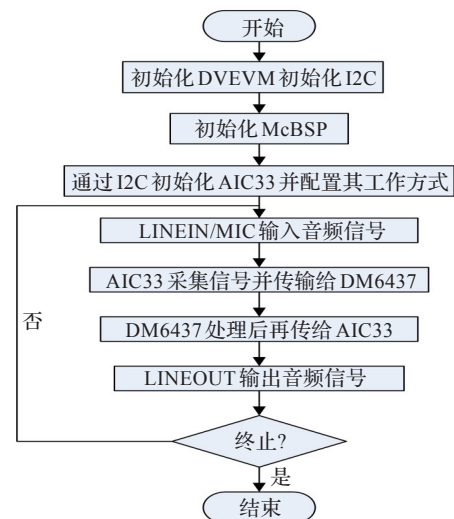 开始
初始化DVEVM初始化I2C
初始化McBSP
通过I2C初始化AIC33并配置其工作方式
LINEIN/MIC输入音频信号
AIC33采集信号并传输给DM6437
否
DM6437处理后再传给AIC33
LINEOUT输出音频信号
终止?
是
结束